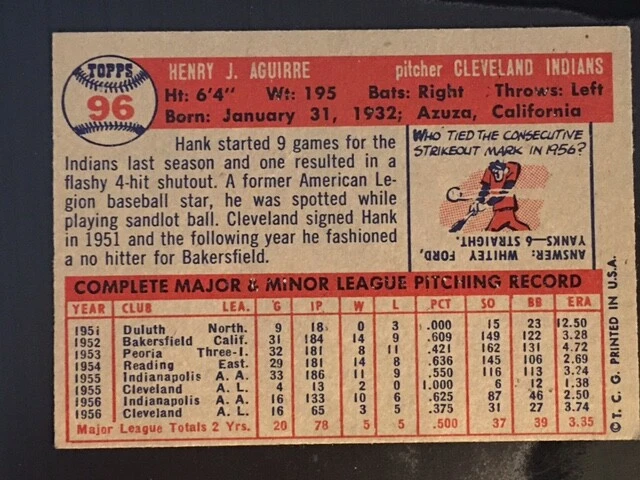 TOPPS
96
HENRY J. AGUIRRE pitcher CLEVELAND INDIANS
Ht: 6'4" Wt: 195 Bats: Right Throws: Left
Born: January 31, 1932; Azuza, California
Hank started 9 games for the
Indians last season and one resulted in a
flashy 4-hit shutout. A former American Le-
gion baseball star, he was spotted while
playing sandlot ball. Cleveland signed Hank
in 1951 and the following year he fashioned
a no hitter for Bakersfield.
WHO TIED THE CONSECUTIVE
STRIKEOUT MARK IN 1956?
ANSWER: WHITEY FORD,
YANKS—6 STRAIGHT.
COMPLETE MAJOR & MINOR LEAGUE PITCHING RECORD
YEAR CLUB LEA. G IP. W L PCT SO BB ERA
1951 Duluth North. 9 18 0 3 .000 15 23 12.50
1952 Bakersfield Calif. 31 184 14 9 .609 149 122 3.28
1953 Peoria Three-I. 32 181 8 11 .421 162 131 4.72
1954 Reading East. 29 181 14 8 .636 145 106 2.69
1955 Indianapolis A. A. 33 186 11 9 .550 116 113 3.24
1955 Cleveland A. L. 4 13 2 0 1.000 6 12 1.38
1956 Indianapolis A. A. 16 133 10 6 .625 87 46 2.50
1956 Cleveland A. L. 16 65 3 5 .375 31 27 3.74
Major League Totals 2 Yrs. 20 78 5 5 .500 37 39 3.35
© T. C. G. PRINTED IN U.S.A.